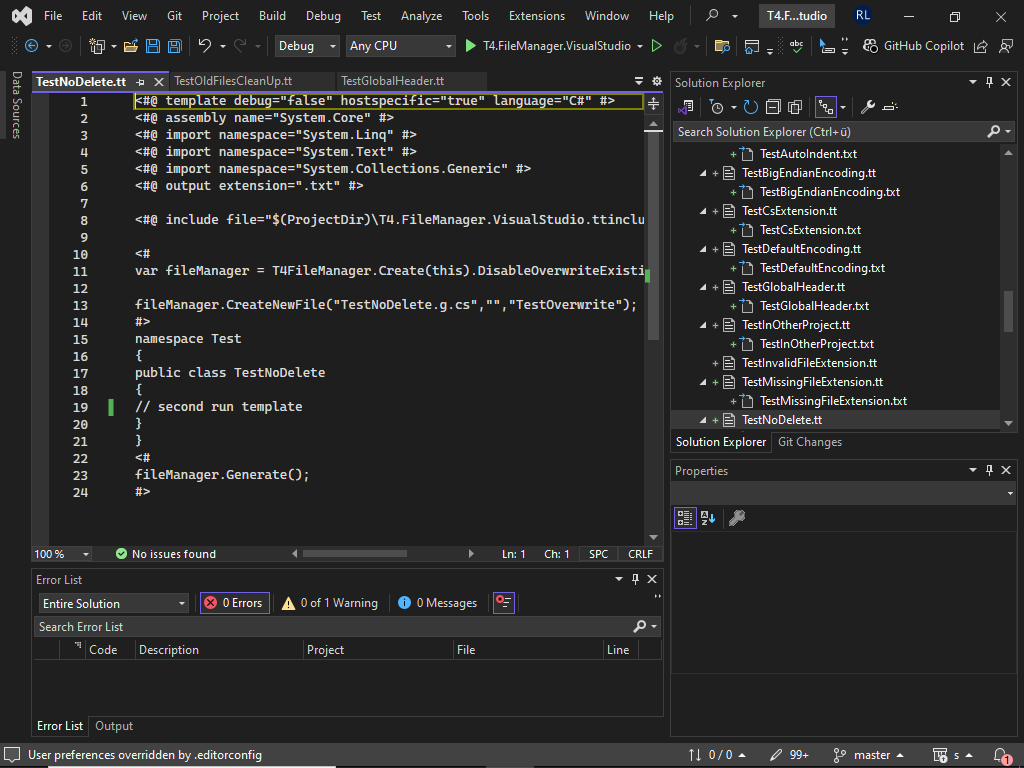 File Edit View Git Project Build Debug Test Analyze Tools Extensions Window Help T4.F...tudio RL
Debug Any CPU T4.FileManager.VisualStudio GitHub Copilot
Data Sources
TestNoDelete.tt TestOldFilesCleanUp.tt TestGlobalHeader.tt
1 <#@ template debug="false" hostspecific="true" language="C#" #>
2 <#@ assembly name="System.Core" #>
3 <#@ import namespace="System.Linq" #>
4 <#@ import namespace="System.Text" #>
5 <#@ import namespace="System.Collections.Generic" #>
6 <#@ output extension=".txt" #>
7
8 <#@ include file="$(ProjectDir)\T4.FileManager.VisualStudio.ttinclu
9
10 <#
11 var fileManager = T4FileManager.Create(this).DisableOverwriteExisti
12
13 fileManager.CreateNewFile("TestNoDelete.g.cs","","TestOverwrite");
14 #>
15 namespace Test
16 {
17 public class TestNoDelete
18 {
19 // second run template
20 }
21 }
22 <#
23 fileManager.Generate();
24 #>
100 % No issues found Ln: 1 Ch: 1 SPC CRLF
Error List
Entire Solution 0 Errors 0 of 1 Warning 0 Messages
Search Error List
Code Description Project File Line
Error List Output
Solution Explorer
Search Solution Explorer (Ctrl+ü)
TestAutoIndent.txt
TestBigEndianEncoding.tt
TestBigEndianEncoding.txt
TestCsExtension.tt
TestCsExtension.txt
TestDefaultEncoding.tt
TestDefaultEncoding.txt
TestGlobalHeader.tt
TestGlobalHeader.txt
TestInOtherProject.tt
TestInOtherProject.txt
TestInvalidFileExtension.tt
TestMissingFileExtension.tt
TestMissingFileExtension.txt
TestNoDelete.tt
Solution Explorer Git Changes
Properties
User preferences overridden by .editorconfig 0 / 0 99+ master s 1